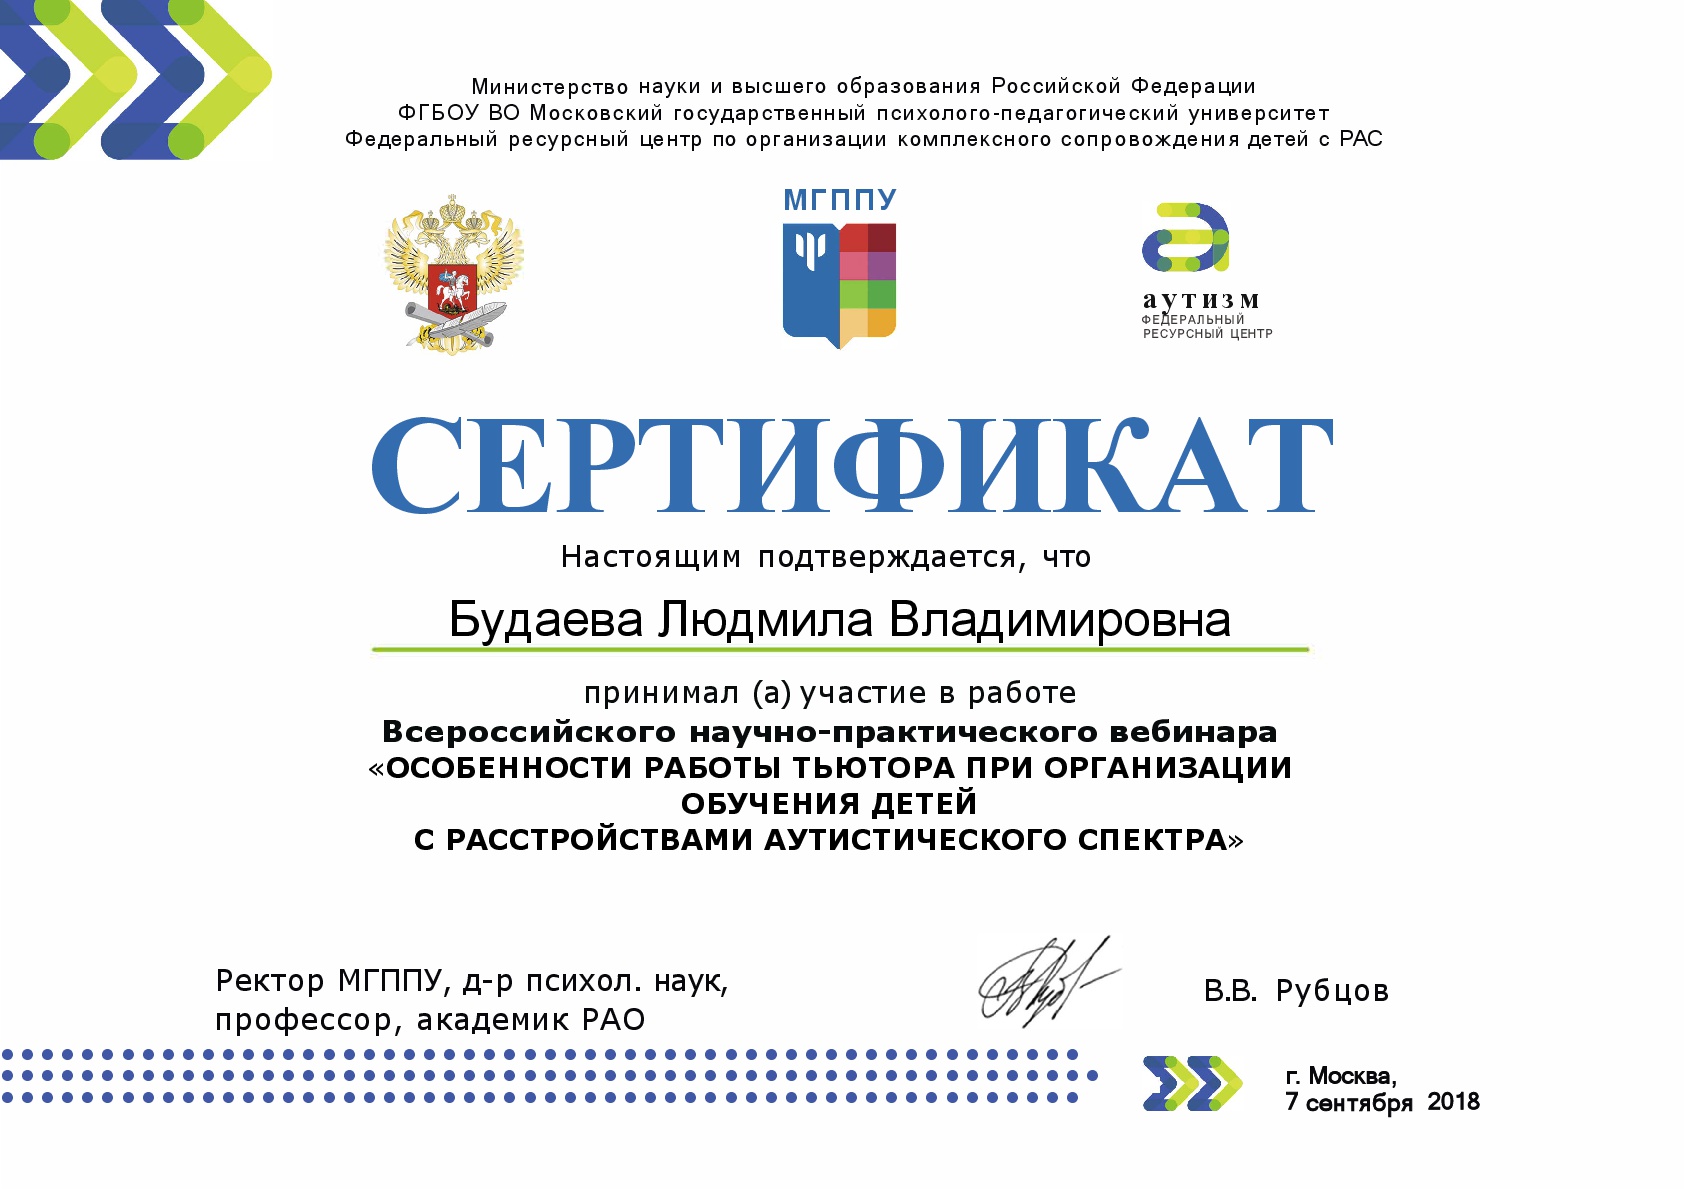 Министерство науки и высшего образования Российской Федерации
ФГБОУ ВО Московский государственный психолого-педагогический университет
Федеральный ресурсный центр по организации комплексного сопровождения детей с РАС
МГППУ
аутизм
ФЕДЕРАЛЬНЫЙ
РЕСУРСНЫЙ ЦЕНТР
СЕРТИФИКАТ
Настоящим подтверждается, что
Будаева Людмила Владимировна
принимал (а) участие в работе
Всероссийского научно-практического вебинара
«ОСОБЕННОСТИ РАБОТЫ ТЬЮТОРА ПРИ ОРГАНИЗАЦИИ
ОБУЧЕНИЯ ДЕТЕЙ
С РАССТРОЙСТВАМИ АУТИСТИЧЕСКОГО СПЕКТРА»
Ректор МГППУ, д-р психол. наук,
профессор, академик РАО
В.В. Рубцов
г. Москва,
7 сентября 2018